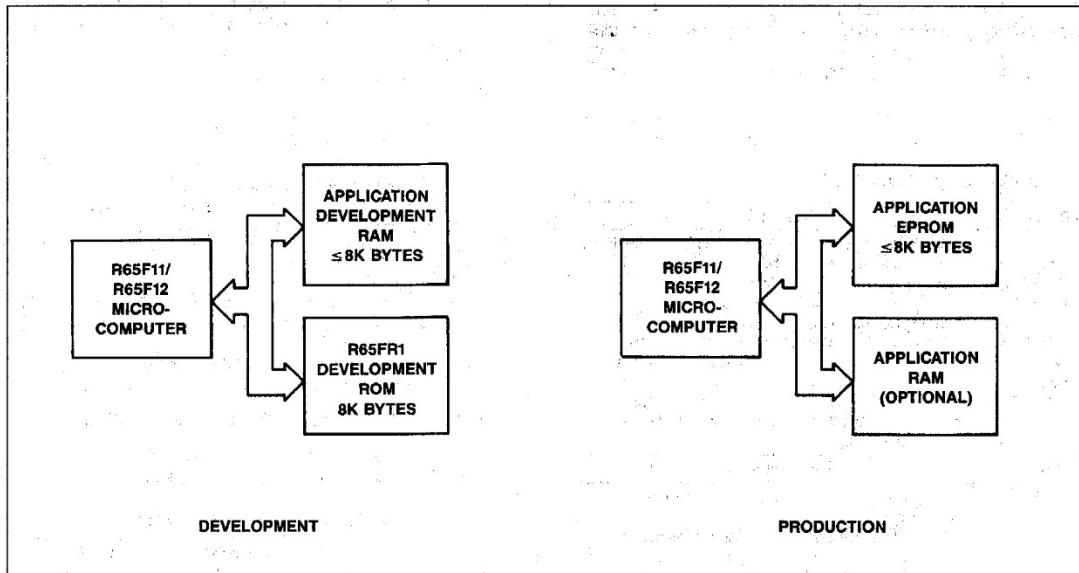 APPLICATION
DEVELOPMENT
RAM
≤8K BYTES
R65F11/
R65F12
MICRO-
COMPUTER
R65FR1
DEVELOPMENT
ROM
8K BYTES
DEVELOPMENT
APPLICATION
EPROM
≤8K BYTES
R65F11/
R65F12
MICRO-
COMPUTER
APPLICATION
RAM
(OPTIONAL)
PRODUCTION